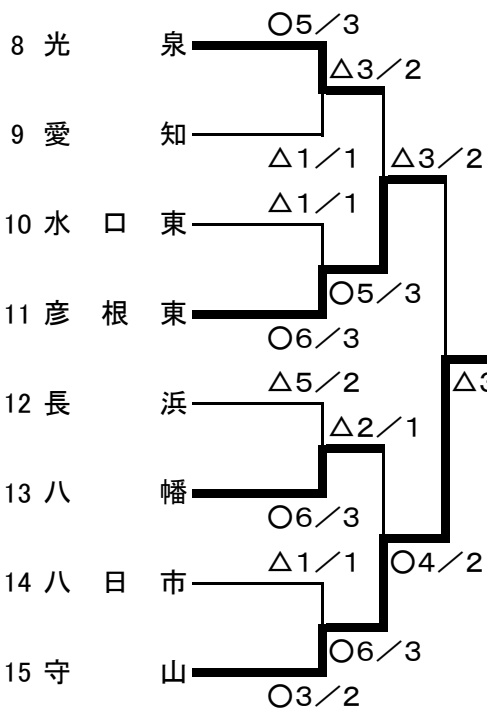 ○5／3
8 光泉
△3／2
9 愛知
△1／1
△3／2
△1／1
10 水口東
○5／3
11 彦根東
○6／3
△5／2
△3
12 長浜
△2／1
13 八幡
○6／3
△1／1
○4／2
14 八日市
○6／3
15 守山
○3／2